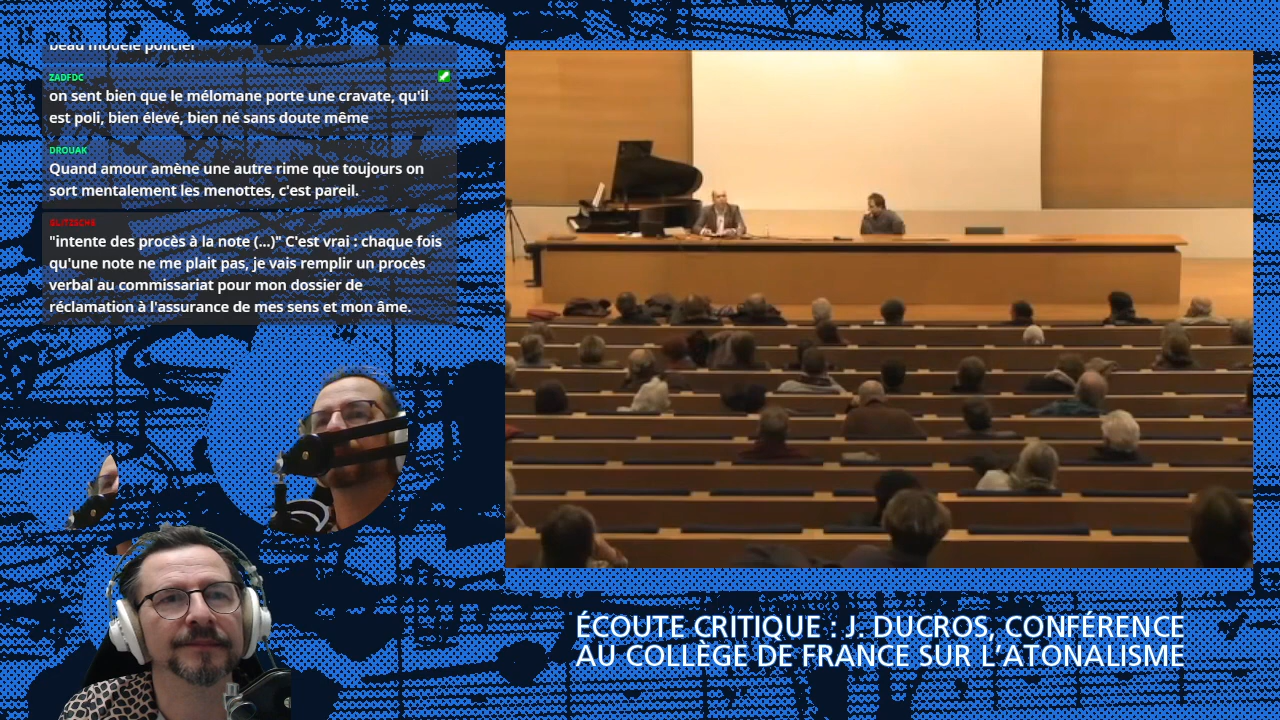 beau modèle policier
ZADFDC
on sent bien que le mélomane porte une cravate, qu'il
est poli, bien élevé, bien né sans doute même
DROUAK
Quand amour amène une autre rime que toujours on
sort mentalement les menottes, c'est pareil.
SLITZSCHE
"intente des procès à la note (...)" C'est vrai : chaque fois
qu'une note ne me plait pas, je vais remplir un procès
verbal au commissariat pour mon dossier de
réclamation à l'assurance de mes sens et mon âme.
ÉCOUTE CRITIQUE : J. DUCROS, CONFÉRENCE
AU COLLÈGE DE FRANCE SUR L'ATONALISME